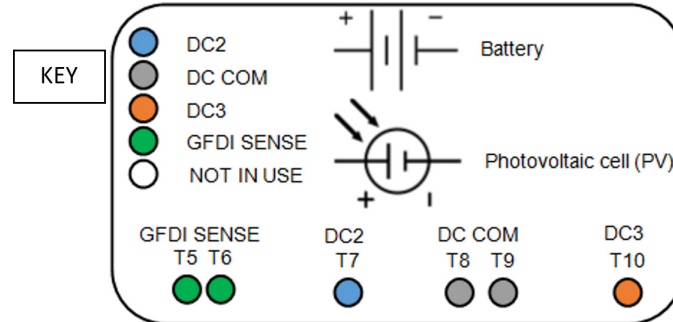 KEY
DC2
DC COM
DC3
GFDI SENSE
NOT IN USE
+ −
Battery
Photovoltaic cell (PV)
+ ı
GFDI SENSE DC2 DC COM DC3
T5 T6 T7 T8 T9 T10